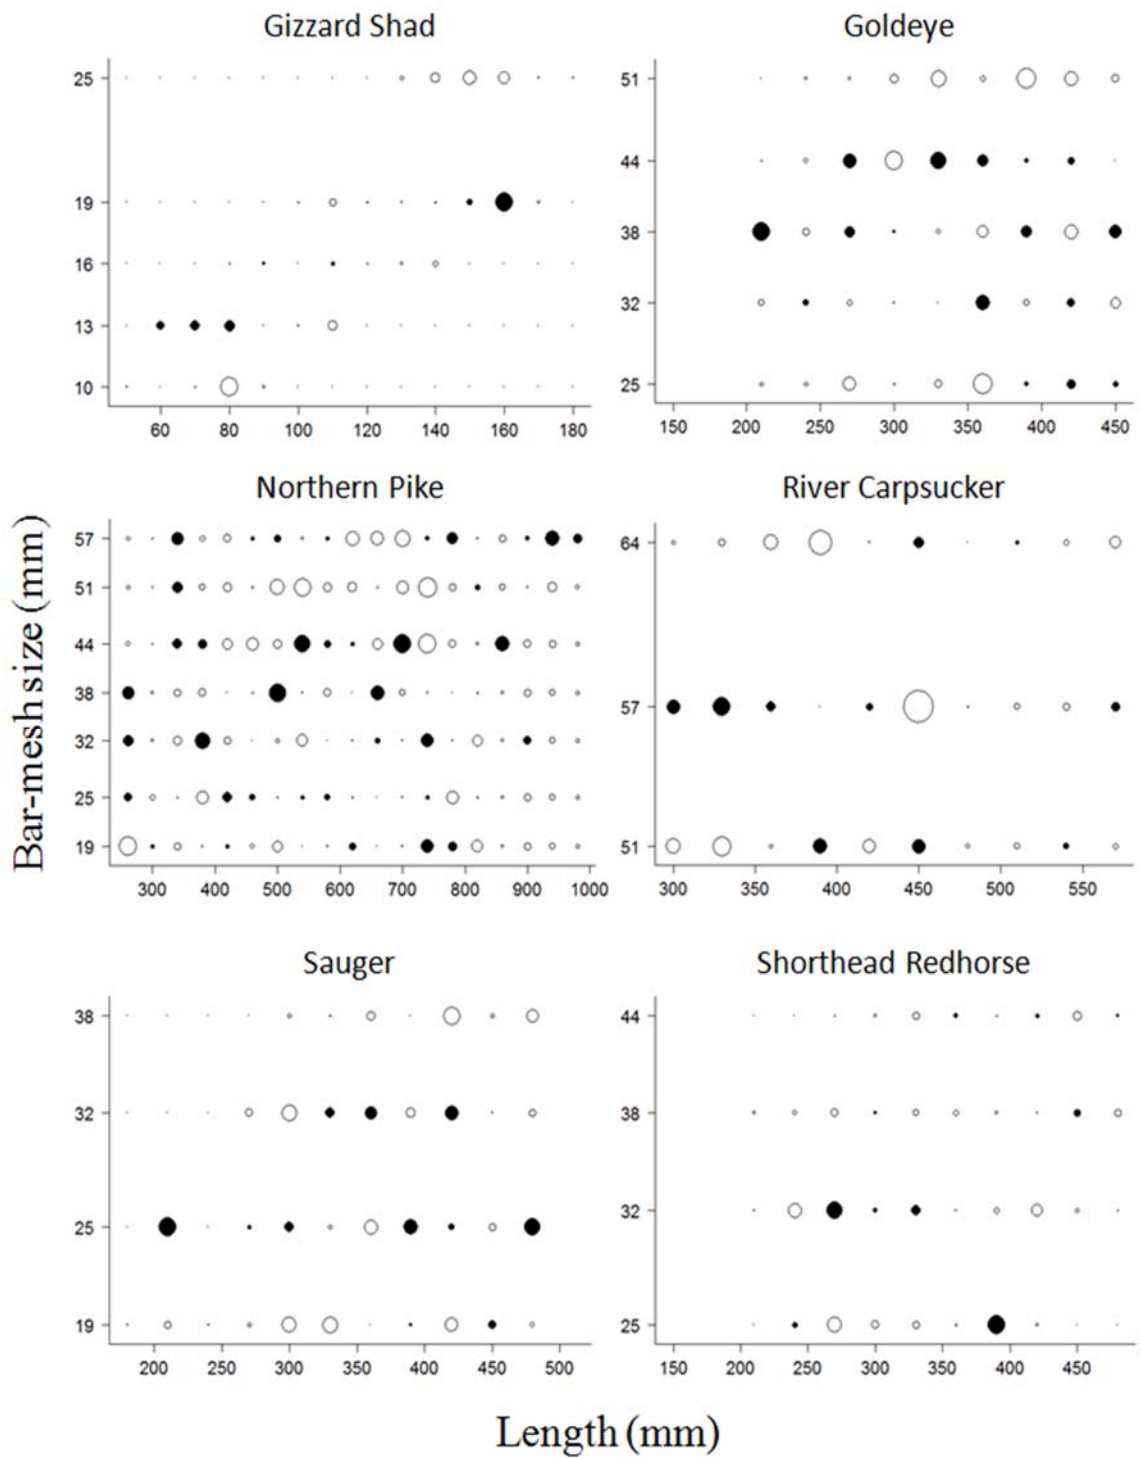 Gizzard Shad
25
19
16
13
10
60 80 100 120 140 160 180
Goldeye
51
44
38
32
25
150 200 250 300 350 400 450
Northern Pike
57
51
44
38
32
25
19
300 400 500 600 700 800 900 1000
River Carpsucker
64
57
51
300 350 400 450 500 550
Sauger
38
32
25
19
200 250 300 350 400 450 500
Shorthead Redhorse
44
38
32
25
150 200 250 300 350 400 450
Bar-mesh size (mm)
Length (mm)